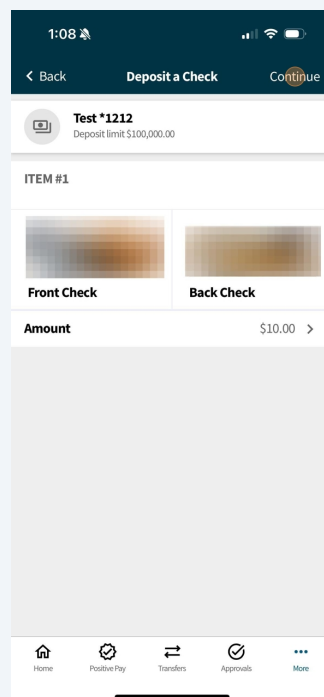 1:08
Back Deposit a Check Continue
Test *1212
Deposit limit $100,000.00
ITEM #1
Front Check Back Check
Amount $10.00
Home Positive Pay Transfers Approvals More